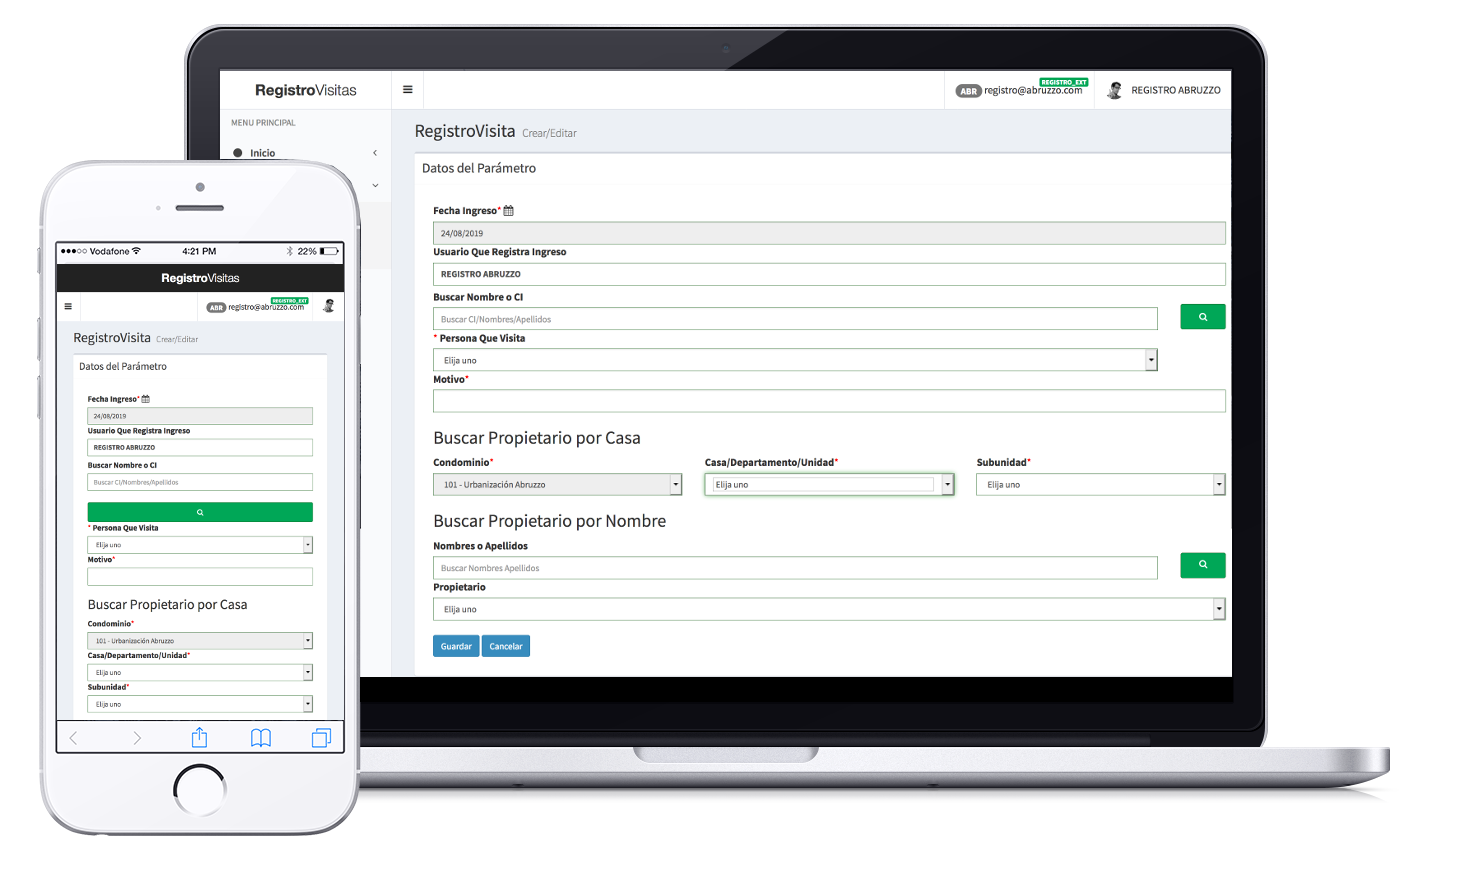 RegistroVisitas
ABR registro@abruzzo.com
REGISTRO_EXT
REGISTRO ABRUZZO
MENU PRINCIPAL
Inicio
RegistroVisita Crear/Editar
Datos del Parámetro
Fecha Ingreso*
24/08/2019
Usuario Que Registra Ingreso
REGISTRO ABRUZZO
Buscar Nombre o CI
Buscar CI/Nombres/Apellidos
* Persona Que Visita
Elija uno
Motivo*
Buscar Propietario por Casa
Condominio* Casa/Departamento/Unidad* Subunidad*
101 - Urbanización Abruzzo Elija uno Elija uno
Buscar Propietario por Nombre
Nombres o Apellidos
Buscar Nombres Apellidos
Propietario
Elija uno
Guardar Cancelar
Vodafone 4:21 PM 22%
RegistroVisitas
ABR registro@abruzzo.com
REGISTRO_EXT
RegistroVisita Crear/Editar
Datos del Parámetro
Fecha Ingreso*
24/08/2019
Usuario Que Registra Ingreso
REGISTRO ABRUZZO
Buscar Nombre o CI
Buscar CI/Nombres/Apellidos
* Persona Que Visita
Elija uno
Motivo*
Buscar Propietario por Casa
Condominio*
101 - Urbanización Abruzzo
Casa/Departamento/Unidad*
Elija uno
Subunidad*
Elija uno